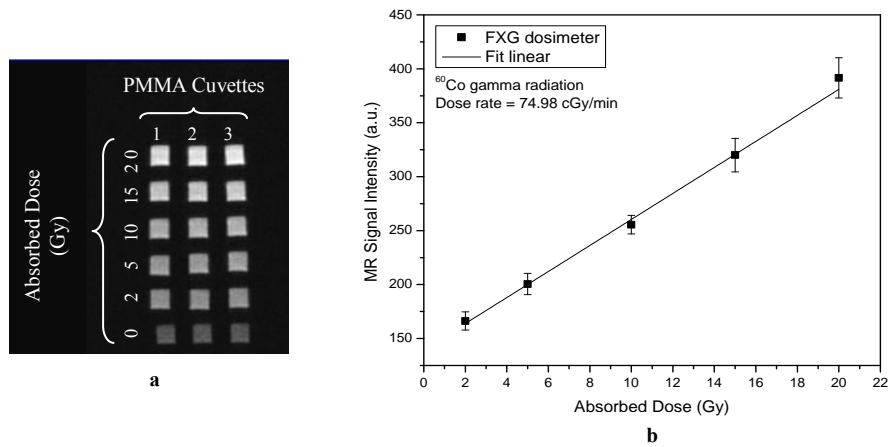 PMMA Cuvettes
1 2 3
Absorbed Dose
(Gy)
20
15
10
5
2
0
a
450
400
350
300
250
200
150
MR Signal Intensity (a.u.)
FXG dosimeter
Fit linear
⁶⁰Co gamma radiation
Dose rate = 74.98 cGy/min
0 2 4 6 8 10 12 14 16 18 20 22
Absorbed Dose (Gy)
b